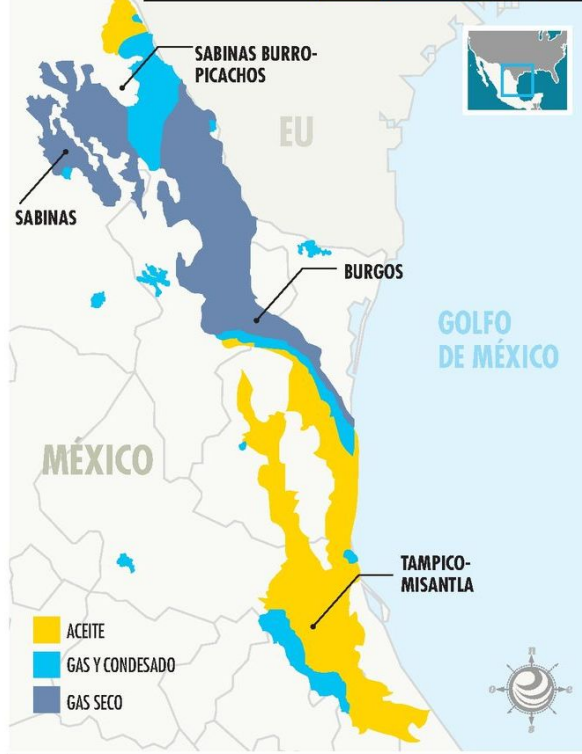 SABINAS BURRO-
PICACHOS
EU
SABINAS
BURGOS
GOLFO
DE MÉXICO
MÉXICO
TAMPICO-
MISANTLA
ACEITE
GAS Y CONDESADO
GAS SECO